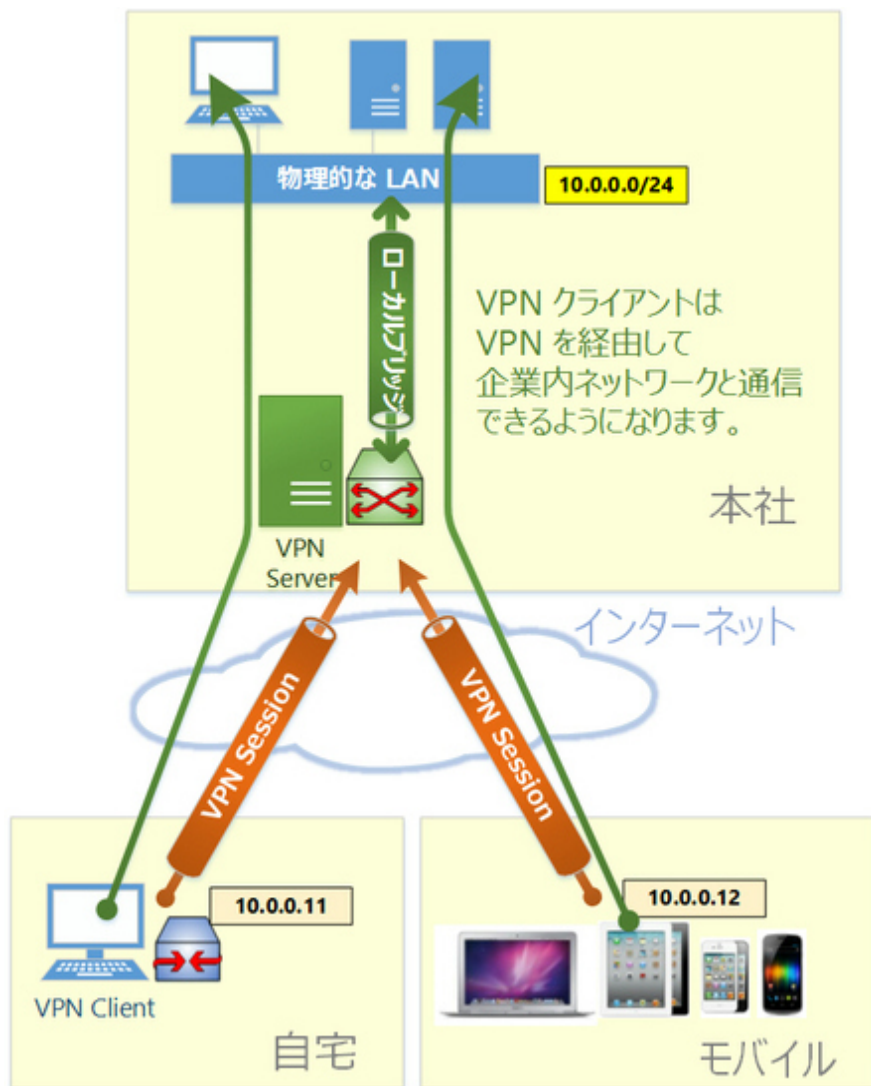 物理的な LAN
10.0.0.0/24
ローカルブリッジ
VPN クライアントは
VPN を経由して
企業内ネットワークと通信
できるようになります。
本社
VPN
Server
インターネット
VPN Session
VPN Session
10.0.0.11
10.0.0.12
VPN Client
自宅
モバイル